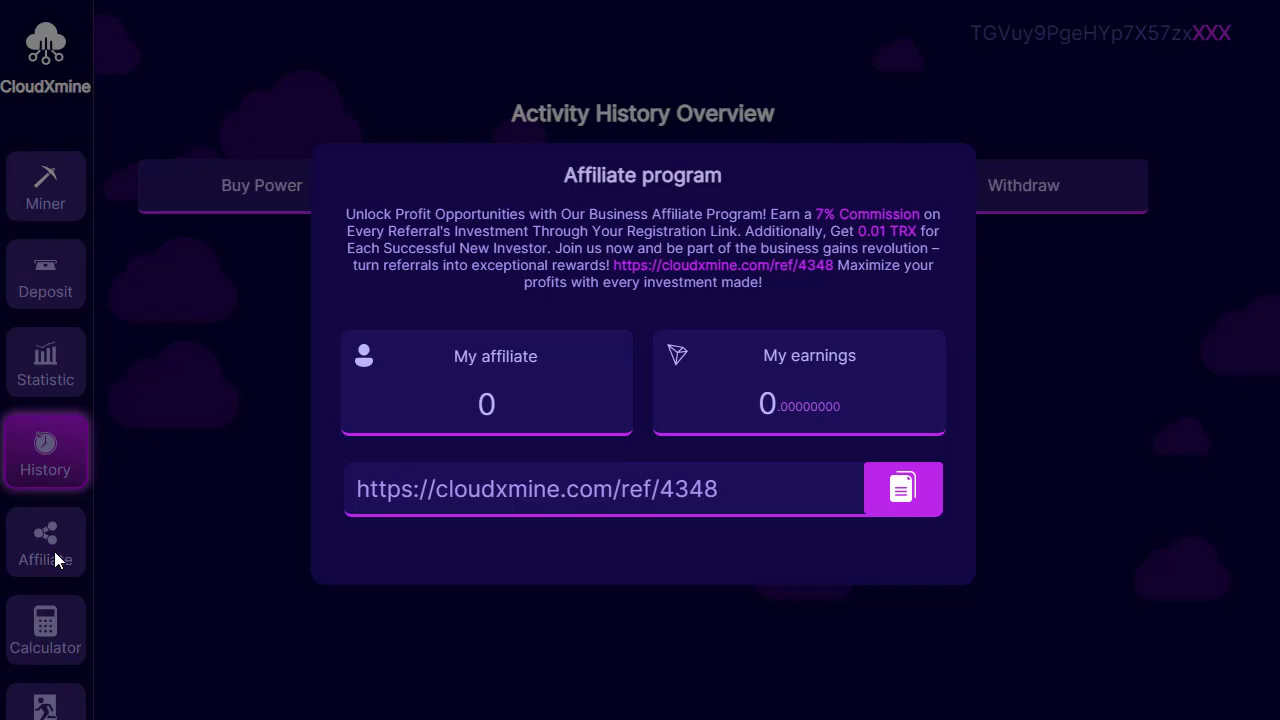 TGVuy9PgeHYp7X57zxXXX
CloudXmine
Activity History Overview
Miner
Deposit
Statistic
History
Affiliate
Calculator
Buy Power
Withdraw
Affiliate program
Unlock Profit Opportunities with Our Business Affiliate Program! Earn a 7% Commission on
Every Referral's Investment Through Your Registration Link. Additionally, Get 0.01 TRX for
Each Successful New Investor. Join us now and be part of the business gains revolution –
turn referrals into exceptional rewards! https://cloudxmine.com/ref/4348 Maximize your
profits with every investment made!
My affiliate
0
My earnings
0.00000000
https://cloudxmine.com/ref/4348